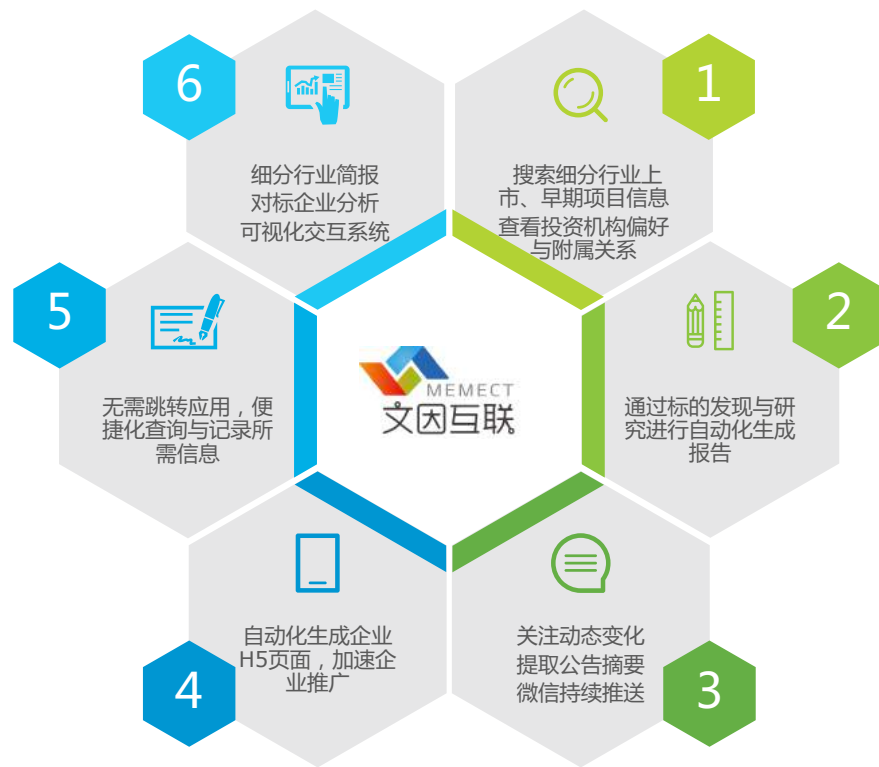 1
搜索细分行业上
市、早期项目信息
查看投资机构偏好
与附属关系
2
通过标的发现与研
究进行自动化生成
报告
3
关注动态变化
提取公告摘要
微信持续推送
4
自动化生成企业
H5页面，加速企
业推广
5
无需跳转应用，便
捷化查询与记录所
需信息
6
细分行业简报
对标企业分析
可视化交互系统
MEMECT
文因互联